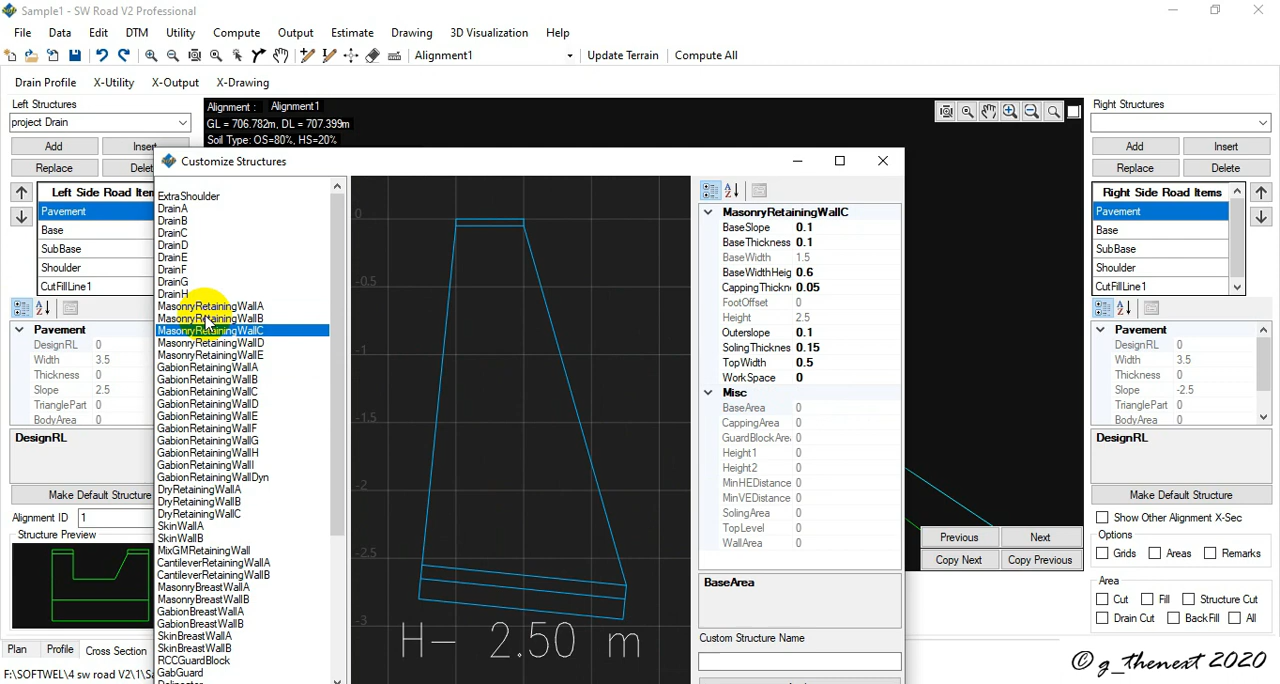 Sample1 - SW Road V2 Professional
File Data Edit DTM Utility Compute Output Estimate Drawing 3D Visualization Help
Alignment1 Update Terrain Compute All
Drain Profile X-Utility X-Output X-Drawing
Left Structures
project Drain
Add Insert
Replace Delet
Left Side Road Item
Pavement
Base
SubBase
Shoulder
CutFillLine1
Pavement
DesignRL 0
Width 3.5
Thickness 0
Slope 2.5
TrianglePart 0
BodyArea 0
DesignRL
Make Default Structure
Alignment ID 1
Structure Preview
Plan Profile Cross Section
Alignment : Alignment1
GL = 706.782m, DL = 707.399m
Soil Type: OS=80%, HS=20%
Customize Structures
ExtraShoulder
DrainA
DrainB
DrainC
DrainD
DrainE
DrainF
DrainG
DrainH
MasonryRetainingWallA
MasonryRetainingWallB
MasonryRetainingWallC
MasonryRetainingWallD
MasonryRetainingWallE
GabionRetainingWallA
GabionRetainingWallB
GabionRetainingWallC
GabionRetainingWallD
GabionRetainingWallE
GabionRetainingWallF
GabionRetainingWallG
GabionRetainingWallH
GabionRetainingWallI
GabionRetainingWallDyn
DryRetainingWallA
DryRetainingWallB
DryRetainingWallC
SkinWallA
SkinWallB
MixGMRetainingWall
CantileverRetainingWallA
CantileverRetainingWallB
MasonryBreastWallA
MasonryBreastWallB
GabionBreastWallA
GabionBreastWallB
SkinBreastWallA
SkinBreastWallB
RCCGuardBlock
GabGuard
0
-0.5
-1
-1.5
-2
-2.5
-3
H- 2.50 m
MasonryRetainingWallC
BaseSlope 0.1
BaseThickness 0.1
BaseWidth 1.5
BaseWidthHeig 0.6
CappingThickn 0.05
FootOffset 0
Height 2.5
Outerslope 0.1
SolingThicknes 0.15
TopWidth 0.5
WorkSpace 0
Misc
BaseArea 0
CappingArea 0
GuardBlockAre 0
Height1 0
Height2 0
MinHEDistance 0
MinVEDistance 0
SolingArea 0
TopLevel 0
WallArea 0
BaseArea
Custom Structure Name
Previous Next
Copy Next Copy Previous
Right Structures
Add Insert
Replace Delete
Right Side Road Items
Pavement
Base
SubBase
Shoulder
CutFillLine1
Pavement
DesignRL 0
Width 3.5
Thickness 0
Slope -2.5
TrianglePart 0
BodyArea 0
DesignRL
Make Default Structure
Show Other Alignment X-Sec
Options
Grids Areas Remarks
Area
Cut Fill Structure Cut
Drain Cut BackFill All
© g_thenext 2020